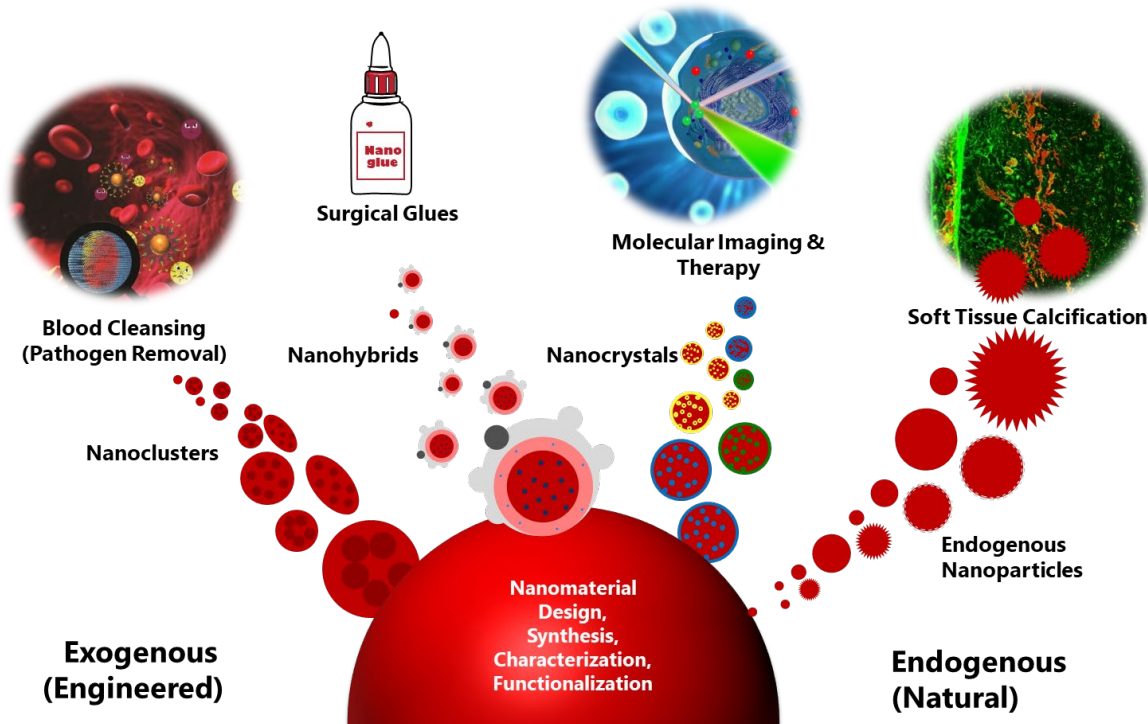 Nano
glue
Surgical Glues
Molecular Imaging &
Therapy
Blood Cleansing
(Pathogen Removal)
Soft Tissue Calcification
Nanohybrids
Nanocrystals
Nanoclusters
Endogenous
Nanoparticles
Nanomaterial
Design,
Synthesis,
Characterization,
Functionalization
Exogenous
(Engineered)
Endogenous
(Natural)